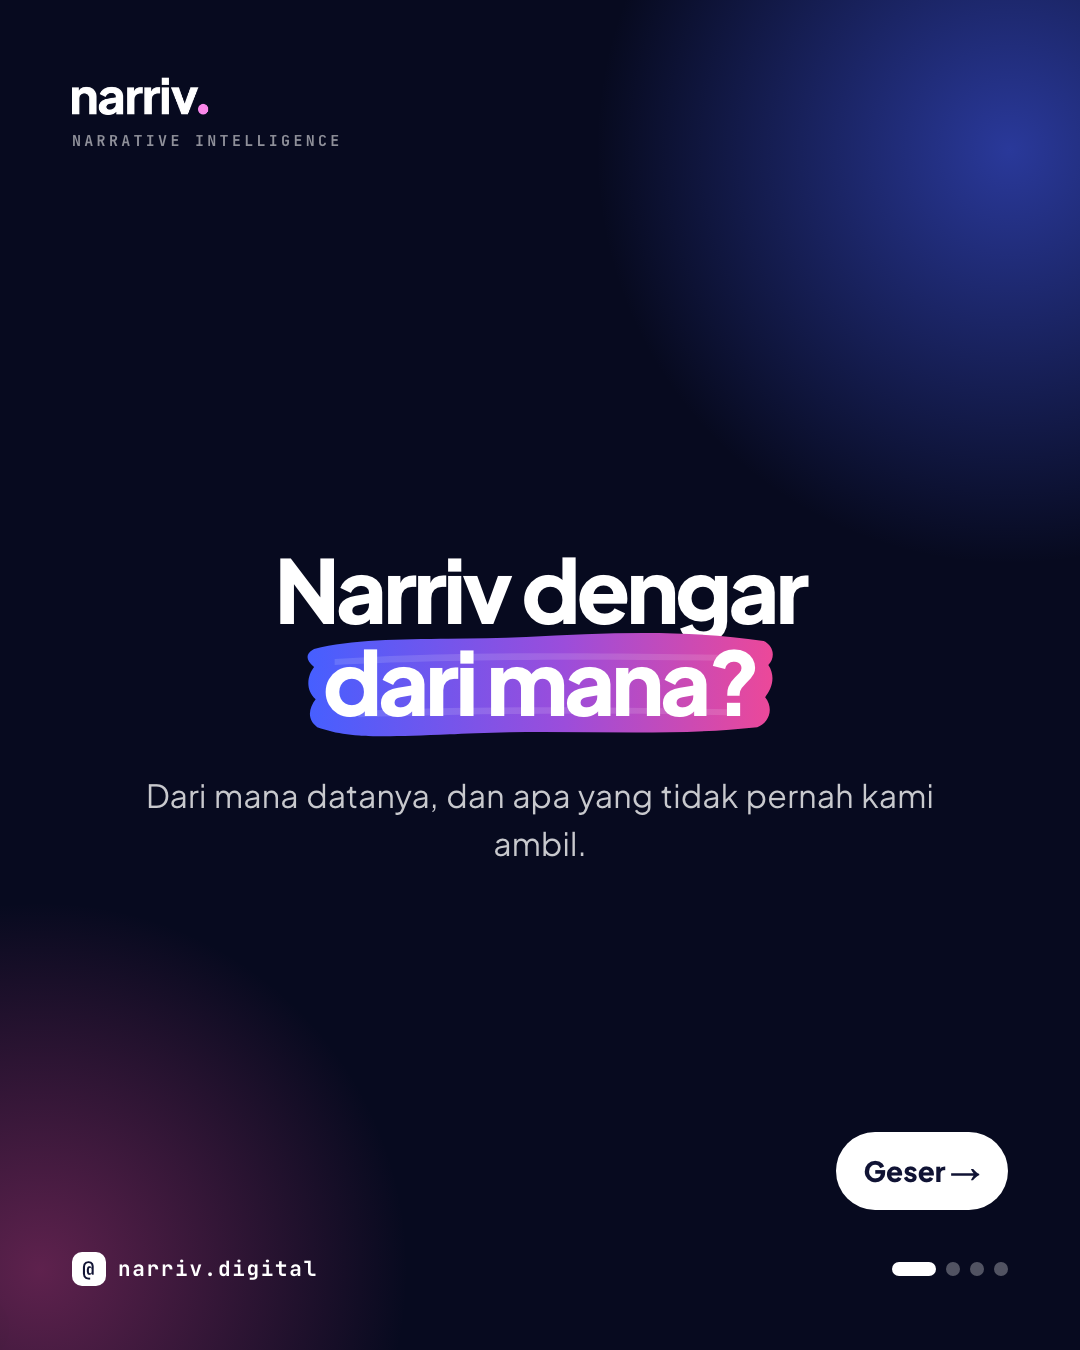 narriv.
NARRATIVE INTELLIGENCE
Narriv dengar
dari mana?
Dari mana datanya, dan apa yang tidak pernah kami
ambil.
Geser →
@ narriv.digital